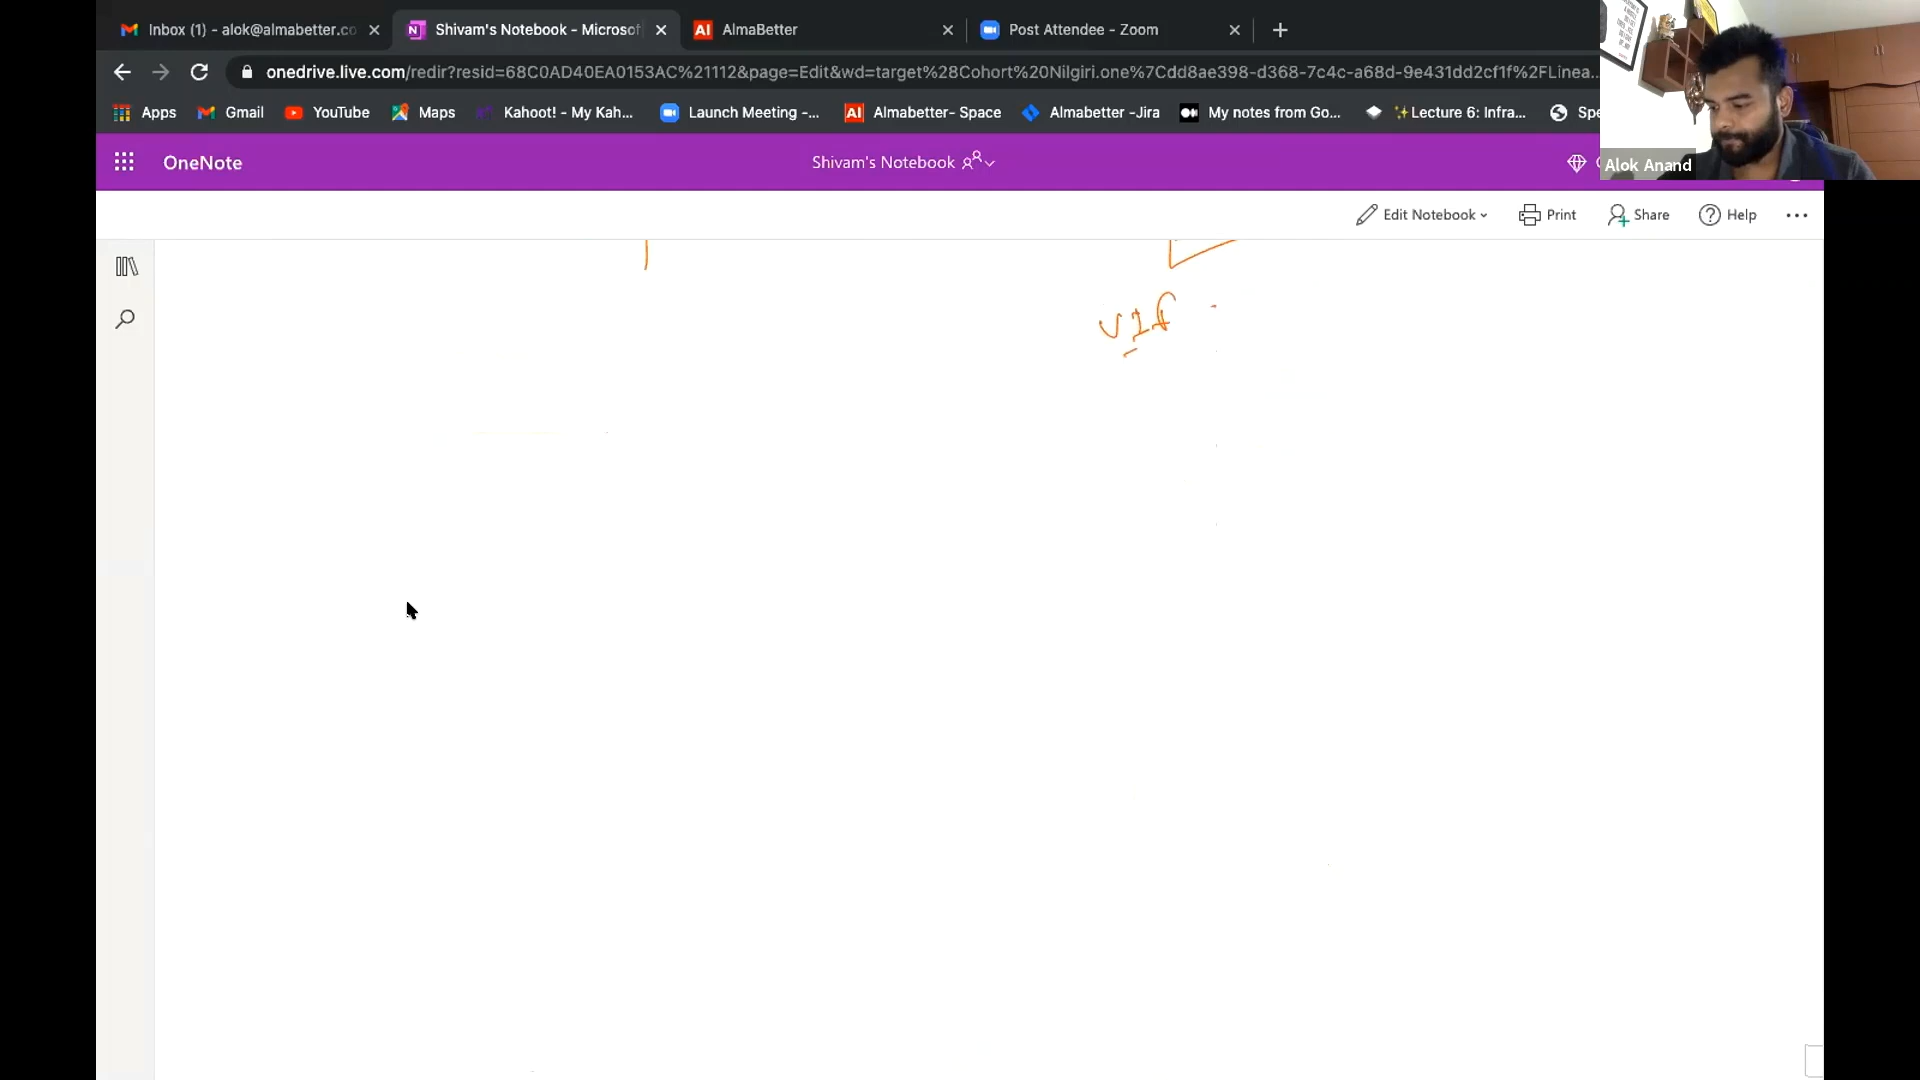 Inbox (1) - alok@almabetter.co
Shivam's Notebook - Microsof
AlmaBetter
Post Attendee - Zoom
onedrive.live.com/redir?resid=68C0AD40EA0153AC%21112&page=Edit&wd=target%28Cohort%20Nilgiri.one%7Cdd8ae398-d368-7c4c-a68d-9e431dd2cf1f%2FLinea...
Apps
Gmail
YouTube
Maps
Kahoot! - My Kah...
Launch Meeting -...
Almabetter- Space
Almabetter -Jira
My notes from Go...
✨Lecture 6: Infra...
Spe
Alok Anand
OneNote
Shivam's Notebook
Edit Notebook
Print
Share
Help
VIf